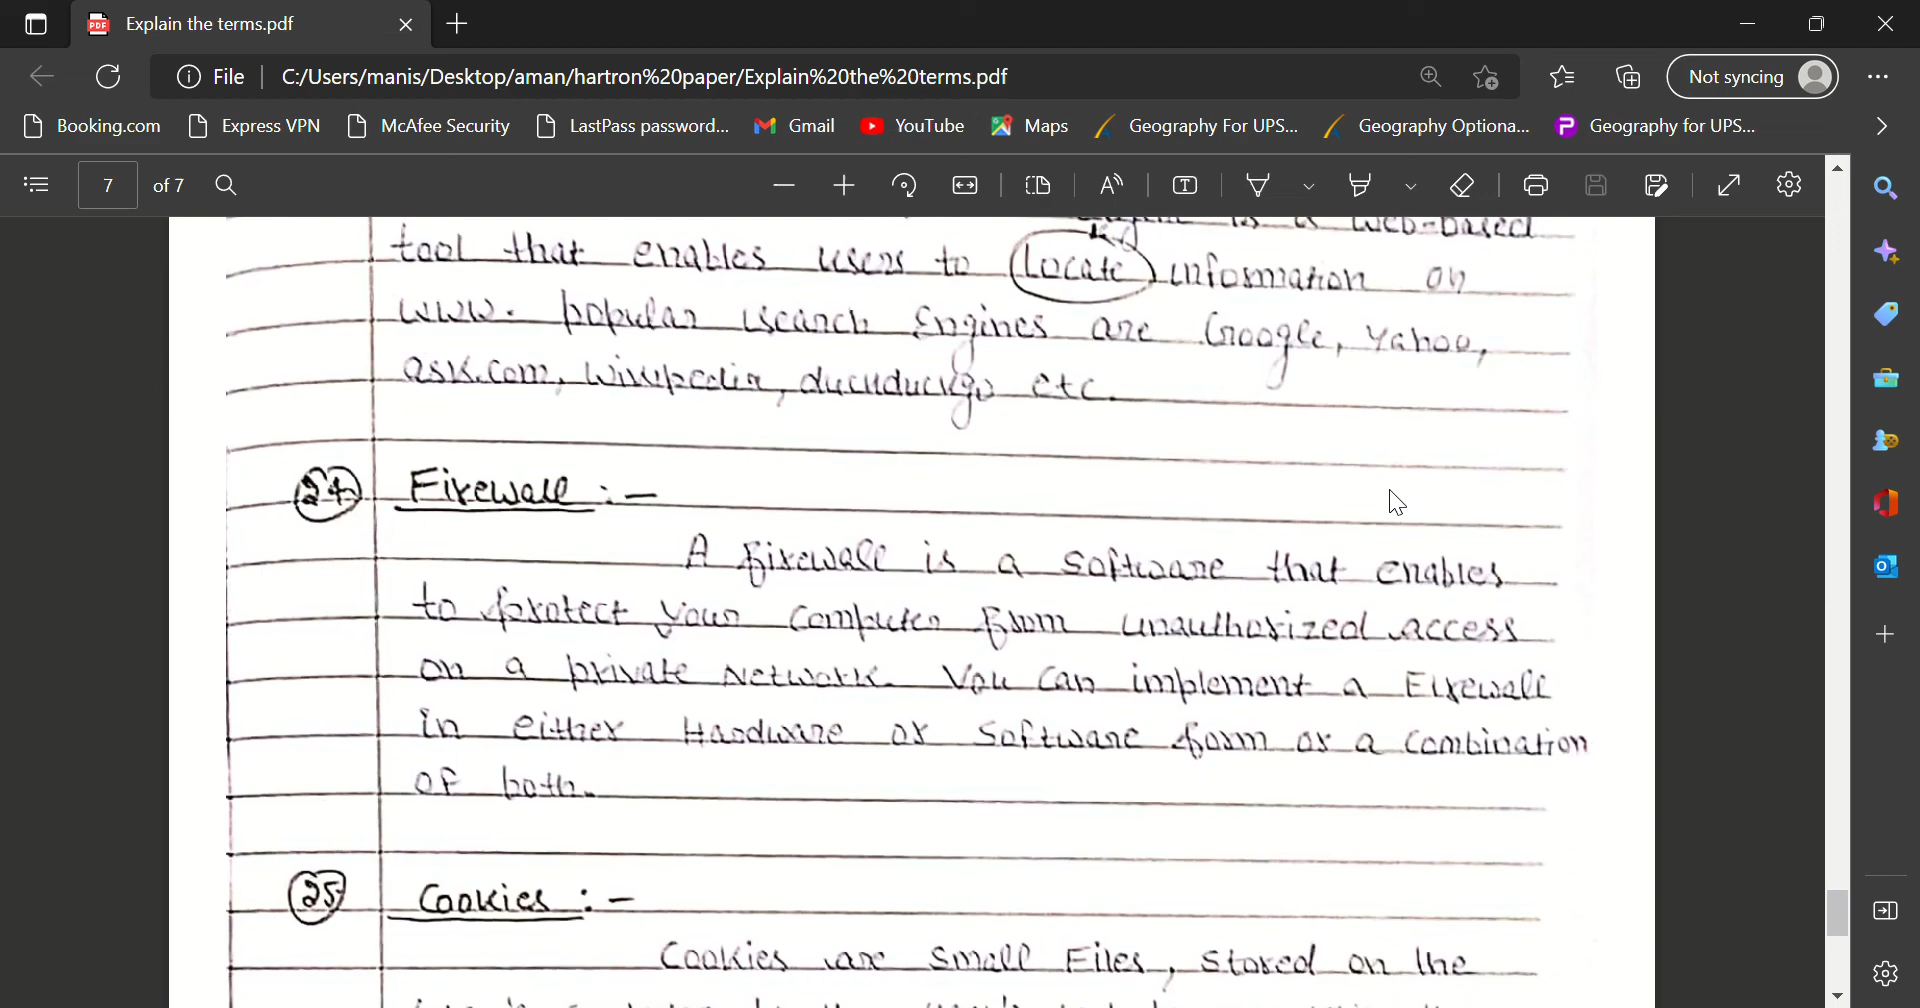 Explain the terms.pdf
File C:/Users/manis/Desktop/aman/hartron%20paper/Explain%20the%20terms.pdf Not syncing
Booking.com Express VPN McAfee Security LastPass password... Gmail YouTube Maps Geography For UPS... Geography Optiona... Geography for UPS...
7 of 7
is a web-based
tool that enables users to locate information on
www. popular search Engines are Google, Yahoo,
ask.com, Wikipedia, duckduckgo etc.
24 Firewall :-
A firewall is a software that enables
to protect your computer from unauthorized access
on a private Network. You can implement a Firewall
in either Hardware or Software form or a combination
of both.
25 Cookies :-
Cookies are small Files, stored on the